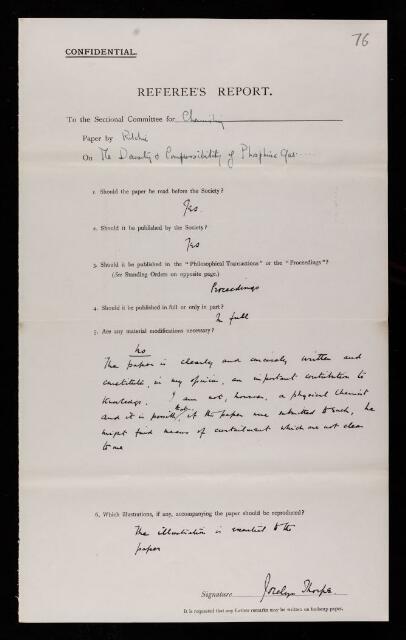 76
CONFIDENTIAL.
REFEREE'S REPORT.
To the Sectional Committee for Chemistry
Paper by Ritchie
On The Density & Compressibility of Phosphine Gas....
1. Should the paper be read before the Society?
Yes.
2. Should it be published by the Society?
Yes
3. Should it be published in the "Philosophical Transactions" or the "Proceedings"?
(See Standing Orders on opposite page.)
Proceedings
4. Should it be published in full or only in part?
In full
5. Are any material modifications necessary?
No
The paper is clearly and concisely written and
constitutes, in my opinion, an important contribution to
knowledge. I am not, however, a physical chemist
and it is possible that, if the paper were submitted to such, he
might find means of curtailment which are not clear
to me
6. Which illustrations, if any, accompanying the paper should be reproduced?
The illustration is essential to the
paper
Signature Jocelyn Thorpe.
It is requested that any further remarks may be written on foolscap paper.